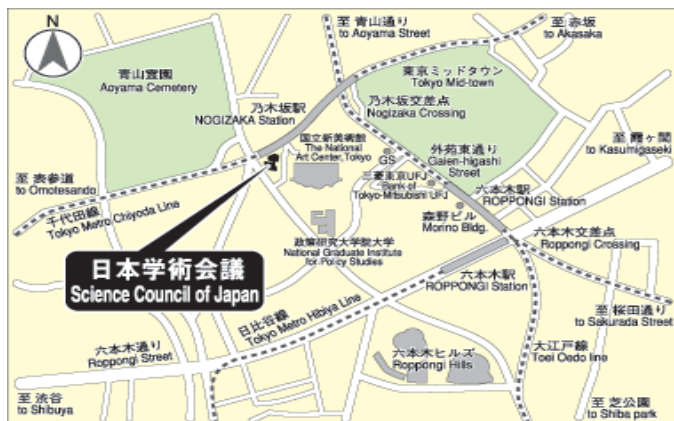 N
至 青山通り
to Aoyama Street
至 赤坂
to Akasaka
青山霊園
Aoyama Cemetery
東京ミッドタウン
Tokyo Mid-town
乃木坂駅
NOGIZAKA Station
乃木坂交差点
Nogizaka Crossing
国立新美術館
The National
Art Center,Tokyo
GS
外苑東通り
Gaien-higashi
Street
至 霞ヶ関
to Kasumigaseki
至 表参道
to Omotesando
三菱東京UFJ
Bank of
Tokyo-Mitsubishi UFJ
六本木駅
ROPPONGI Station
千代田線
Tokyo Metro Chiyoda Line
森野ビル
Morino Bldg.
六本木交差点
Roppongi Crossing
政策研究大学院大学
National Graduate Institute
for Policy Studies
日本学術会議
Science Council of Japan
六本木駅
ROPPONGI Station
日比谷線
Tokyo Metro Hibiya Line
至 桜田通り
to Sakurada Street
六本木通り
Roppongi Street
六本木ヒルズ
Roppongi Hills
大江戸線
Toei Oedo line
至 渋谷
to Shibuya
至 芝公園
to Shiba park